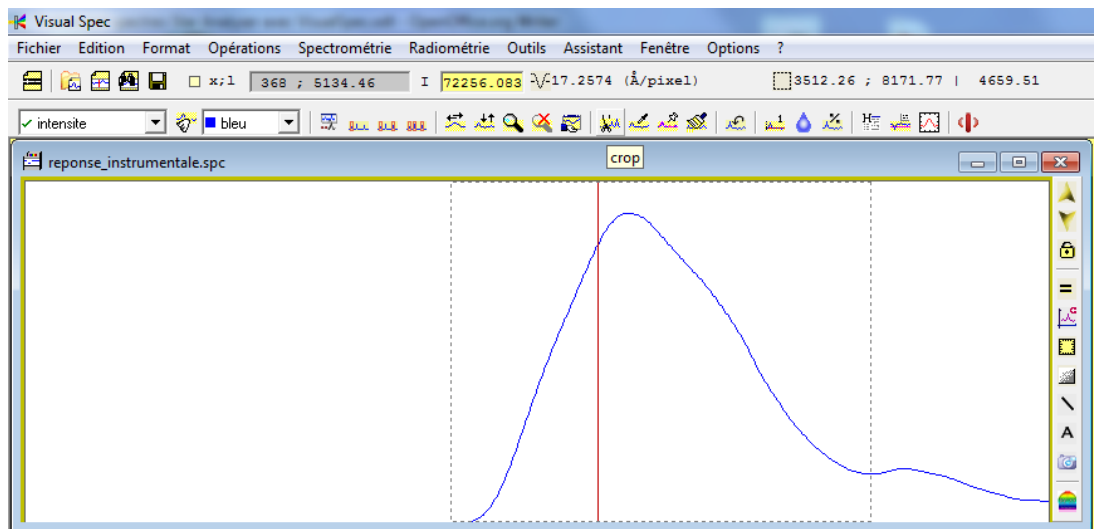 Visual Spec
Fichier Edition Format Opérations Spectrométrie Radiométrie Outils Assistant Fenêtre Options ?
x;l 368 ; 5134.46 I 72256.083 17.2574 (Å/pixel) 3512.26 ; 8171.77 | 4659.51
intensite bleu
crop
reponse_instrumentale.spc
A